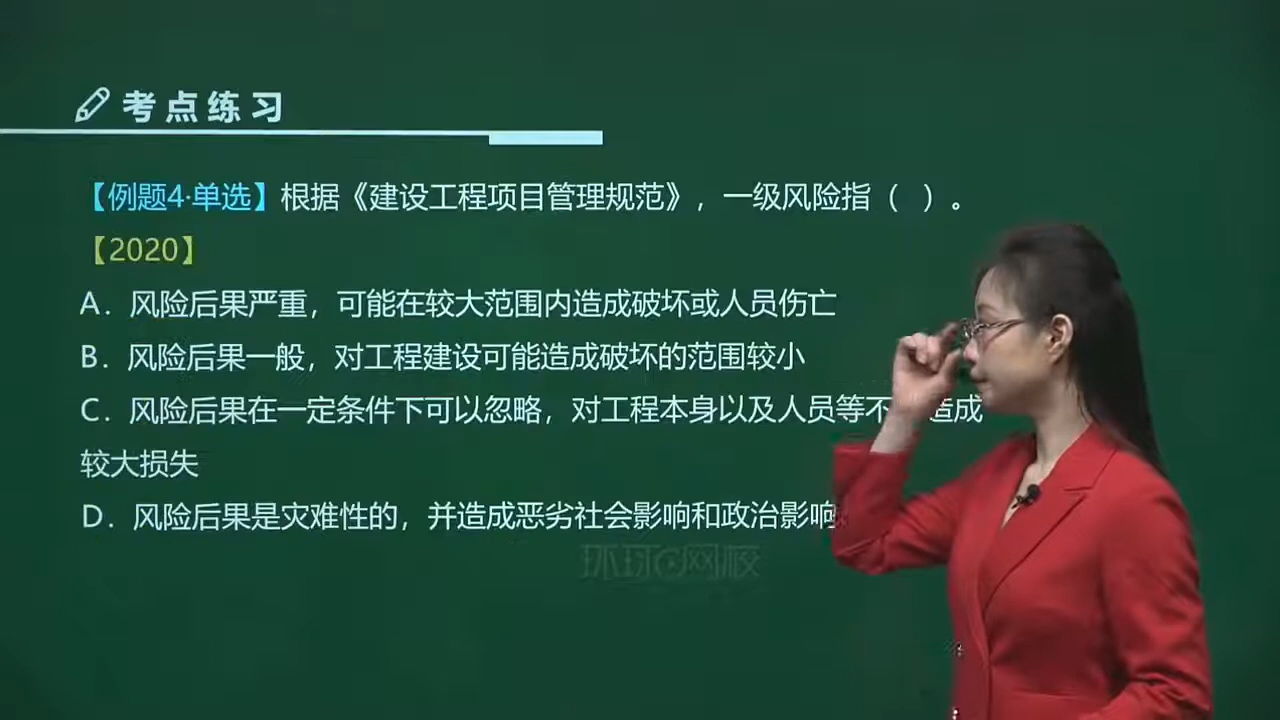 考点练习
【例题4·单选】根据《建设工程项目管理规范》，一级风险指（ ）。
【2020】
A．风险后果严重，可能在较大范围内造成破坏或人员伤亡
B．风险后果一般，对工程建设可能造成破坏的范围较小
C．风险后果在一定条件下可以忽略，对工程本身以及人员等不 造成
较大损失
D．风险后果是灾难性的，并造成恶劣社会影响和政治影响
环球网校